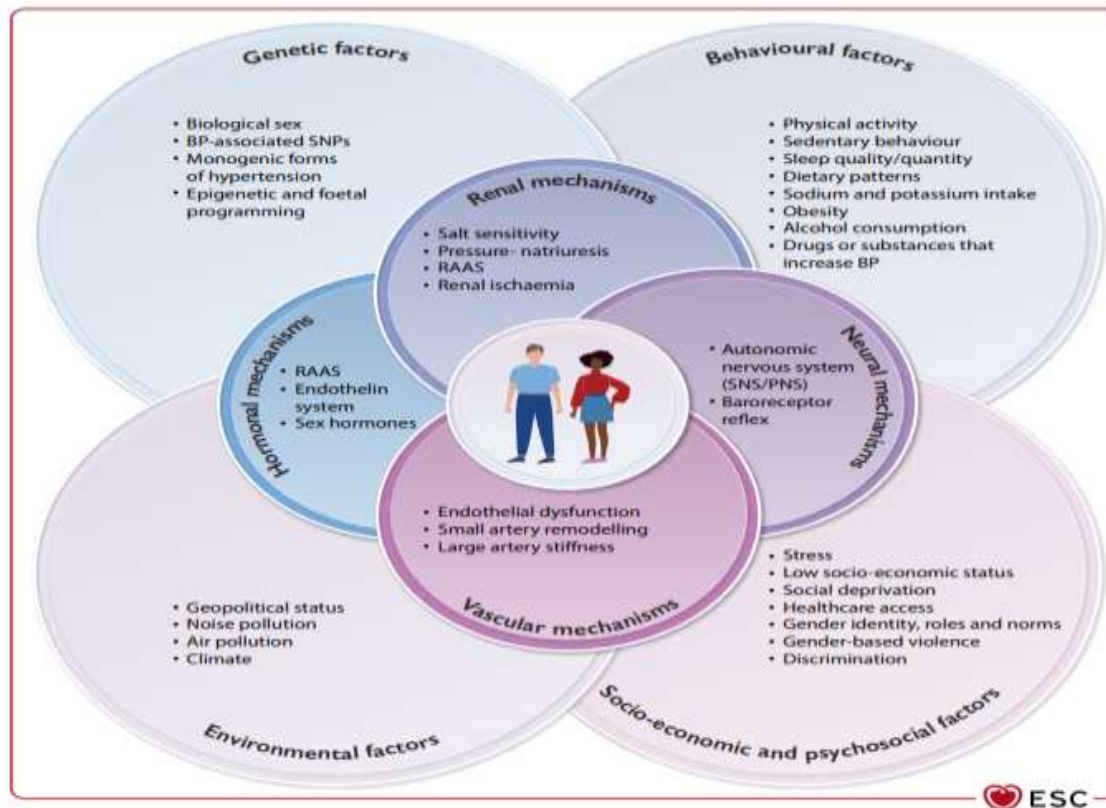 Genetic factors
• Biological sex
• BP-associated SNPs
• Monogenic forms
of hypertension
• Epigenetic and foetal
programming
Behavioural factors
• Physical activity
• Sedentary behaviour
• Sleep quality/quantity
• Dietary patterns
• Sodium and potassium intake
• Obesity
• Alcohol consumption
• Drugs or substances that
increase BP
Renal mechanisms
• Salt sensitivity
• Pressure- natriuresis
• RAAS
• Renal ischaemia
Hormonal mechanisms
• RAAS
• Endothelin
system
• Sex hormones
Neural mechanisms
• Autonomic
nervous system
(SNS/PNS)
• Baroreceptor
reflex
• Endothelial dysfunction
• Small artery remodelling
• Large artery stiffness
Vascular mechanisms
• Geopolitical status
• Noise pollution
• Air pollution
• Climate
Environmental factors
• Stress
• Low socio-economic status
• Social deprivation
• Healthcare access
• Gender identity, roles and norms
• Gender-based violence
• Discrimination
Socio-economic and psychosocial factors
ESC